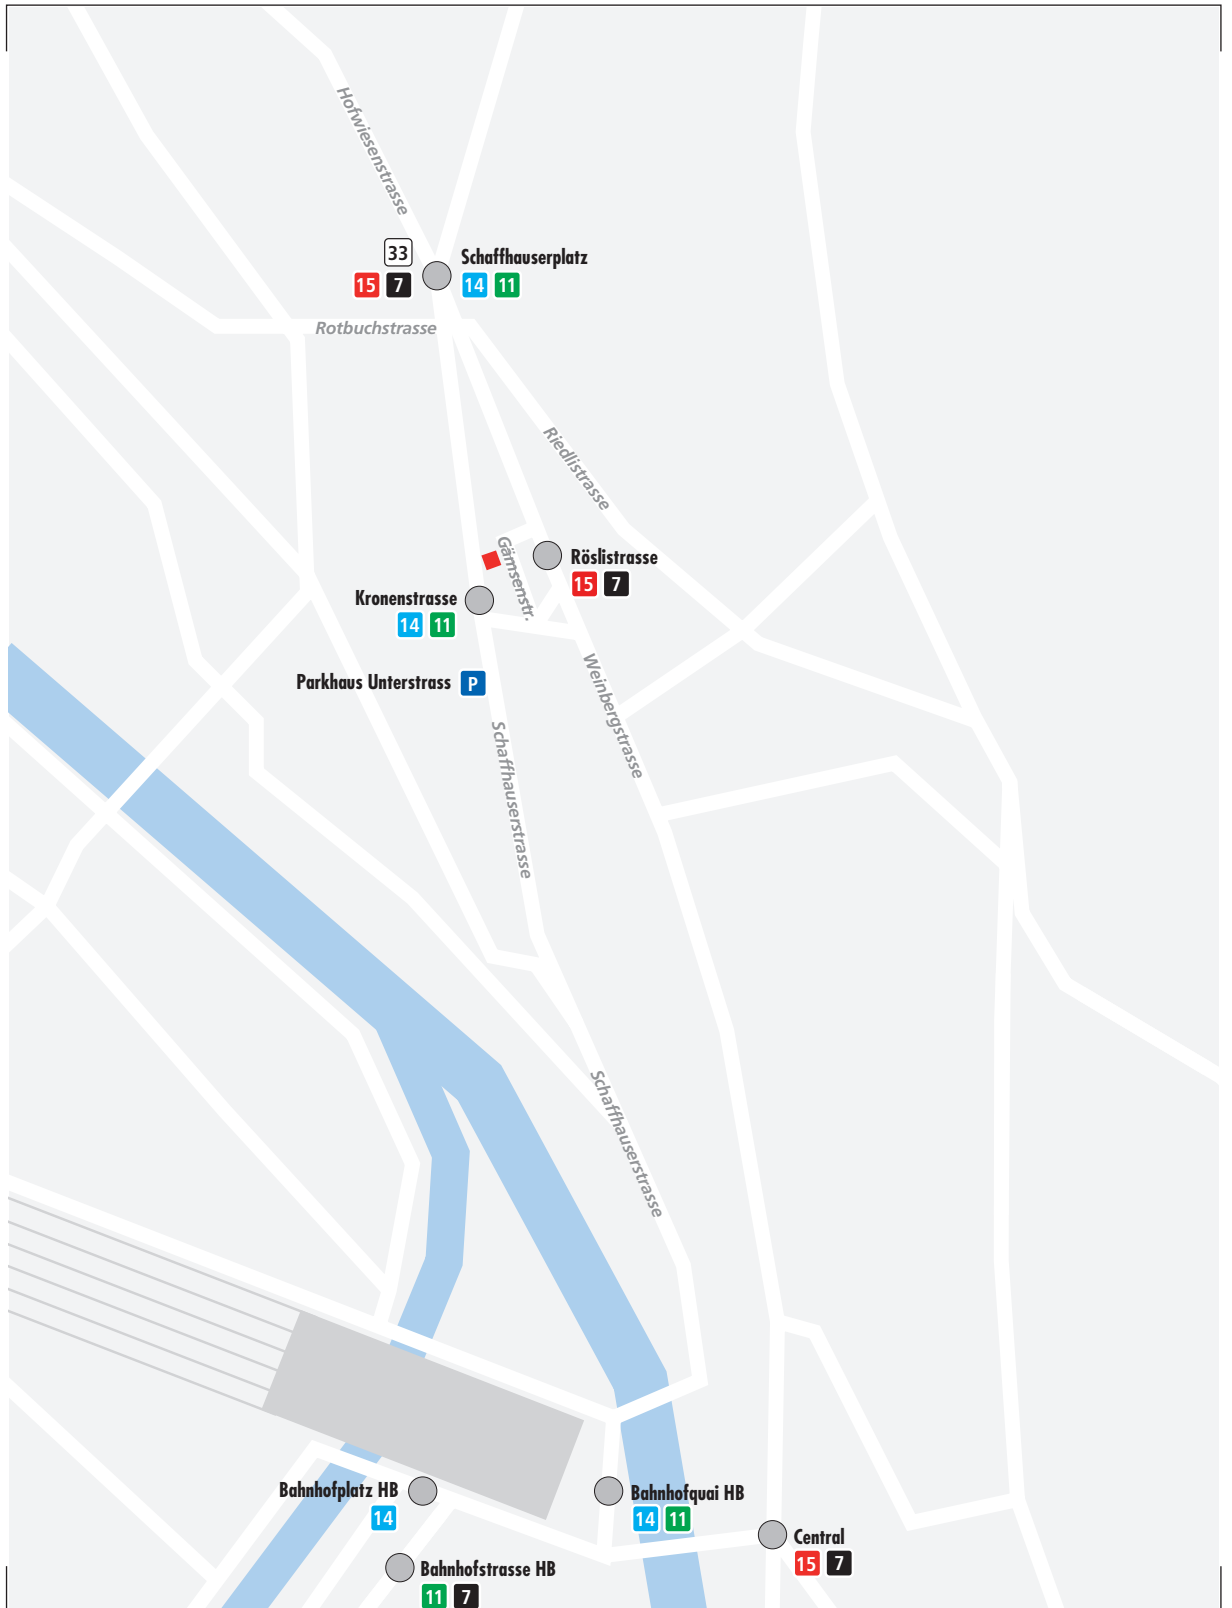 Hofwiesenstrasse
33
Schaffhauserplatz
15 7
14 11
Rotbuchstrasse
Riedlistrasse
Gämsenstr.
Röslistrasse
15 7
Kronenstrasse
14 11
Weinbergstrasse
Parkhaus Unterstrass P
Schaffhauserstrasse
Schaffhauserstrasse
Bahnhofplatz HB
14
Bahnhofquai HB
14 11
Central
15 7
Bahnhofstrasse HB
11 7